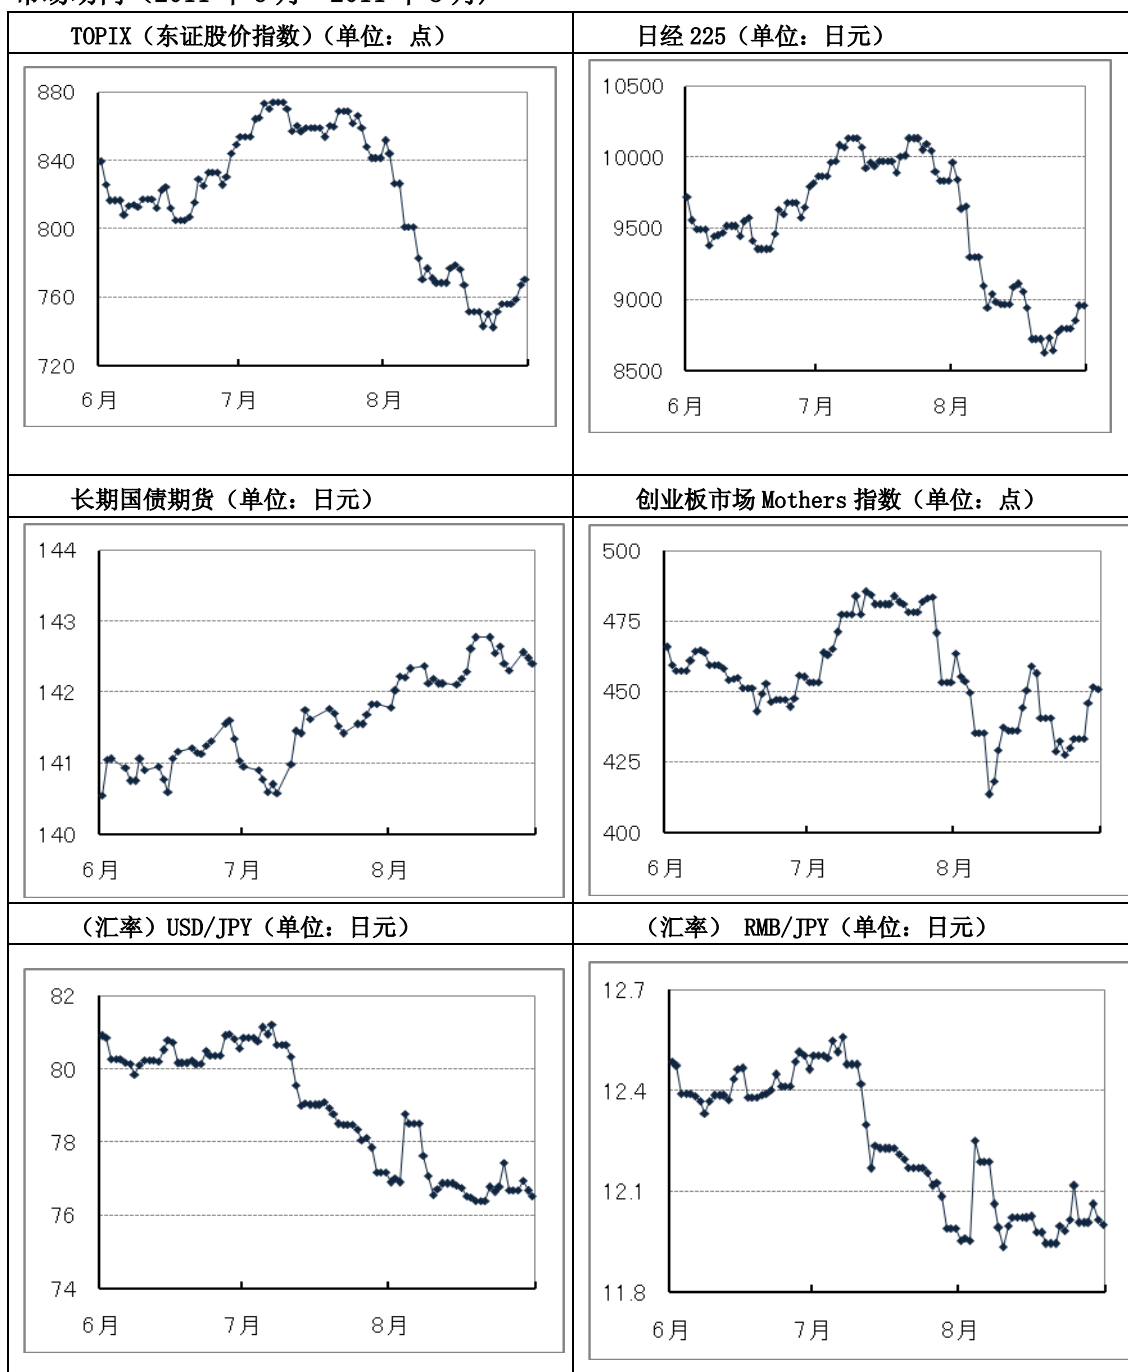 TOPIX（东证股价指数）（单位：点）
日经 225（单位：日元）
880
840
800
760
720
6月 7月 8月
10500
10000
9500
9000
8500
6月 7月 8月
长期国债期货（单位：日元）
创业板市场 Mothers 指数（单位：点）
144
143
142
141
140
6月 7月 8月
500
475
450
425
400
6月 7月 8月
（汇率）USD/JPY（单位：日元）
（汇率） RMB/JPY（单位：日元）
82
80
78
76
74
6月 7月 8月
12.7
12.4
12.1
11.8
6月 7月 8月